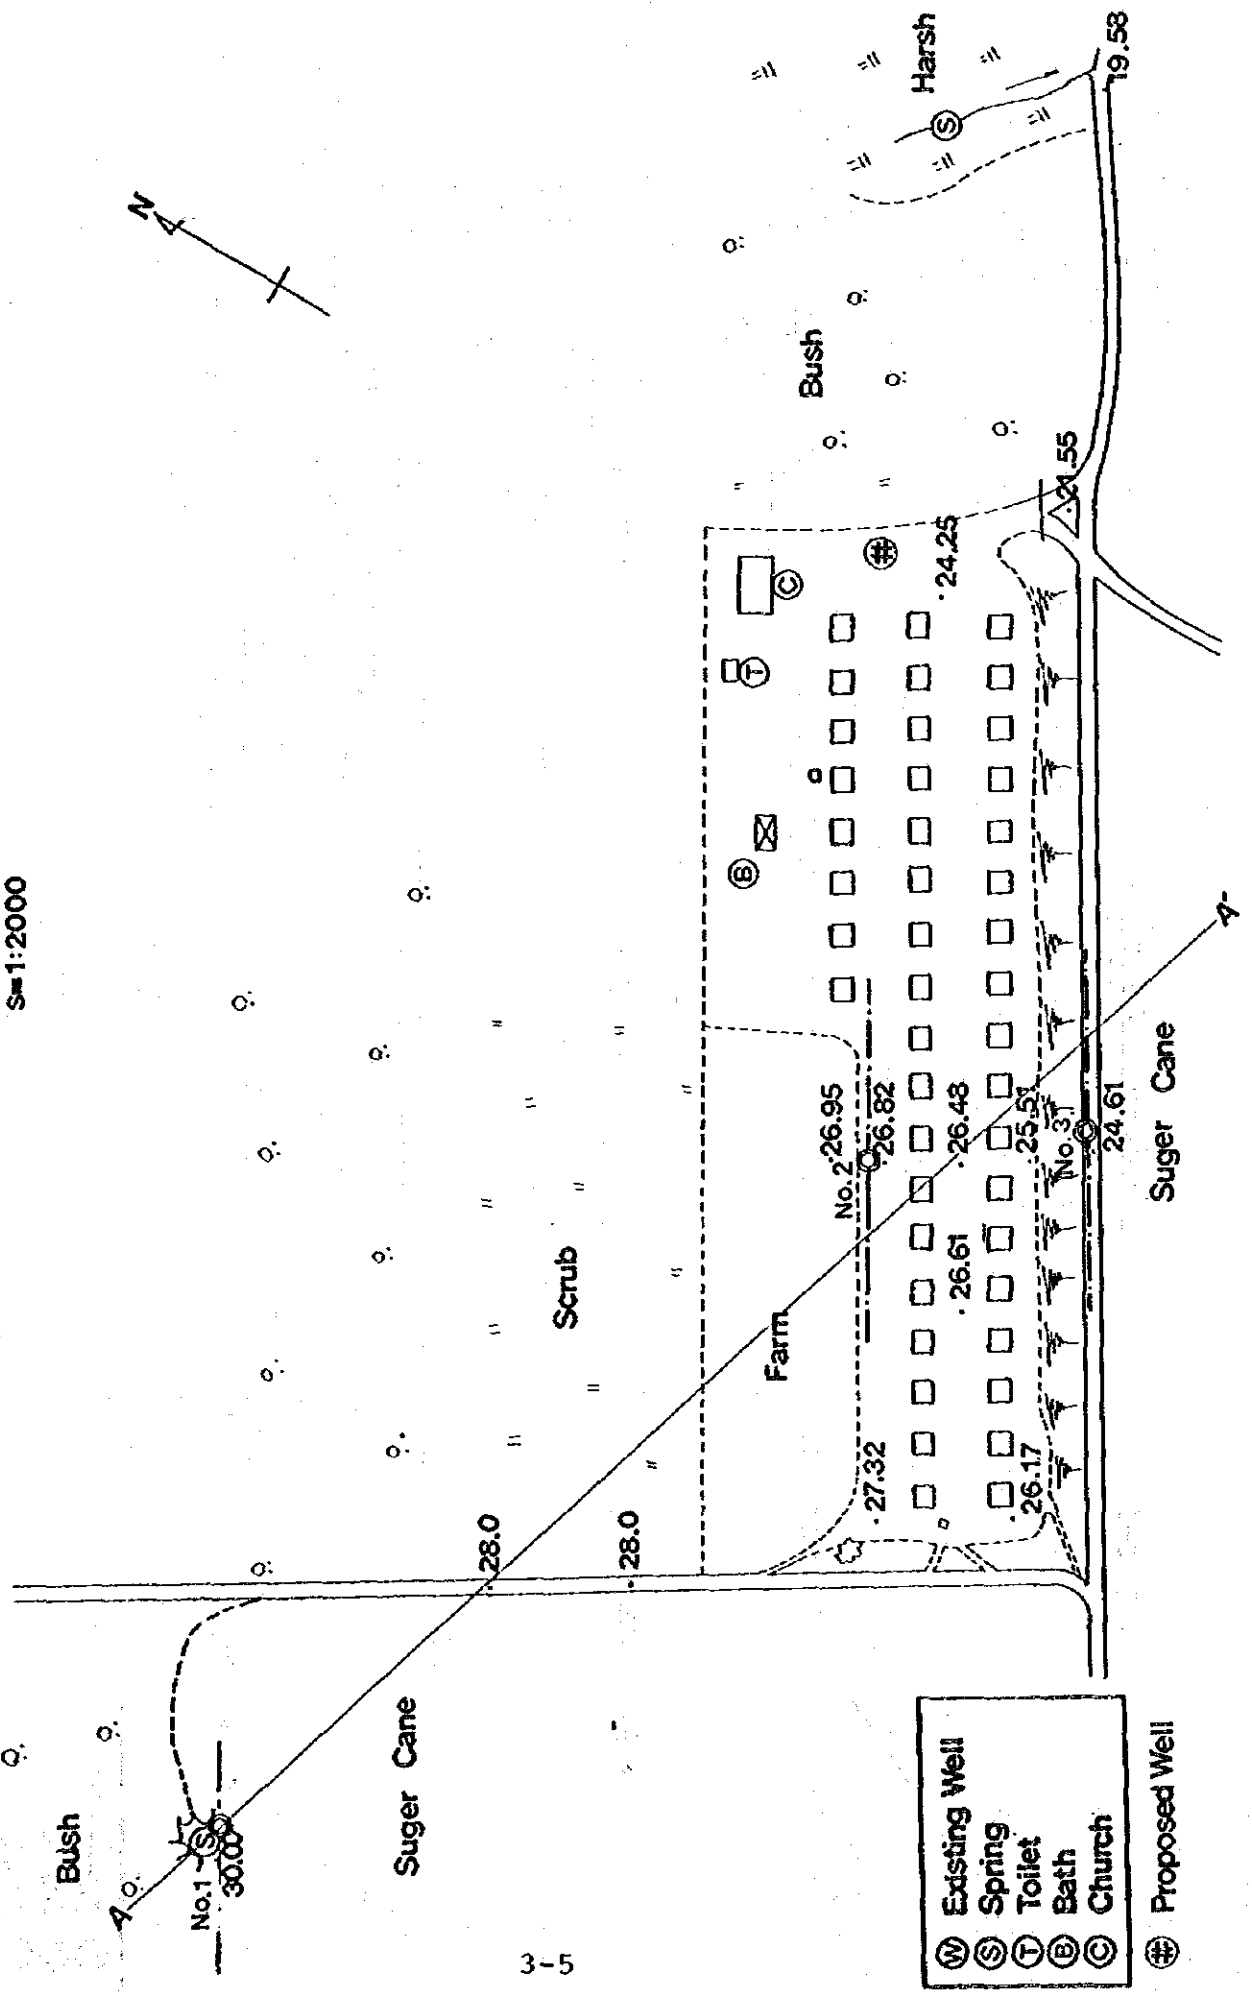 S=1:2000
N
Harsh
S
19.58
Bush
.21.55
C
#
.24.25
T
B
Scrub
Farm
No.2
.26.95
.26.82
.26.48
.25.51
No.3
24.61
.26.61
Suger Cane
A'
.27.32
.26.17
.28.0
.28.0
Bush
A
No.1
S
30.00
Suger Cane
W Existing Well
S Spring
T Toilet
B Bath
C Church
# Proposed Well
3-5